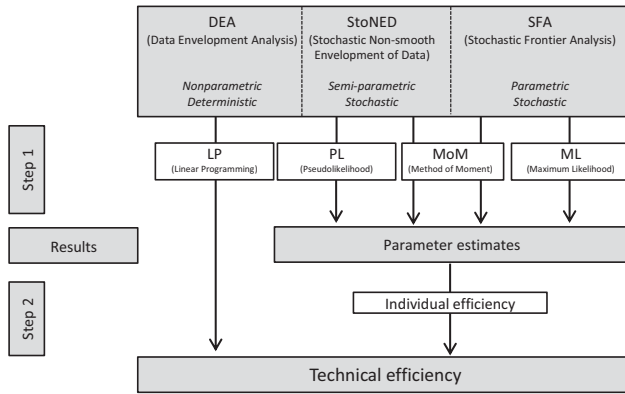 DEA
(Data Envelopment Analysis)
Nonparametric
Deterministic
StoNED
(Stochastic Non-smooth
Envelopment of Data)
Semi-parametric
Stochastic
SFA
(Stochastic Frontier Analysis)
Parametric
Stochastic
Step 1
LP
(Linear Programming)
PL
(Pseudolikelihood)
MoM
(Method of Moment)
ML
(Maximum Likelihood)
Results
Parameter estimates
Step 2
Individual efficiency
Technical efficiency